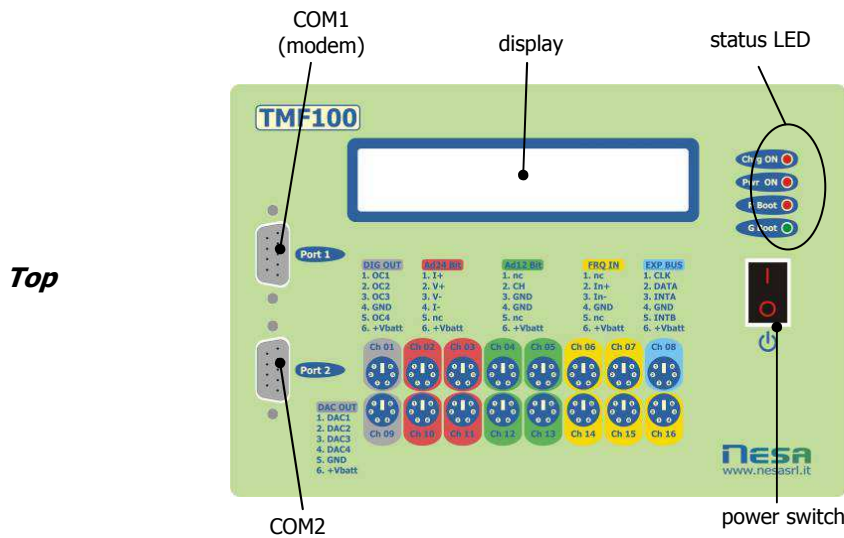 COM1
(modem)
display
status LED
TMF100
Chrg ON
Pwr ON
R Boot
G Boot
Top
Port 1
DIG OUT
1. OC1
2. OC2
3. OC3
4. GND
5. OC4
6. +Vbatt
Ad24 Bit
1. I+
2. V+
3. V-
4. I-
5. nc
6. +Vbatt
Ad12 Bit
1. nc
2. CH
3. GND
4. GND
5. nc
6. +Vbatt
FRQ IN
1. nc
2. In+
3. In-
4. GND
5. nc
6. +Vbatt
EXP BUS
1. CLK
2. DATA
3. INTA
4. GND
5. INTB
6. +Vbatt
Port 2
Ch 01 Ch 02 Ch 03 Ch 04 Ch 05 Ch 06 Ch 07 Ch 08
Ch 09 Ch 10 Ch 11 Ch 12 Ch 13 Ch 14 Ch 15 Ch 16
DAC OUT
1. DAC1
2. DAC2
3. DAC3
4. DAC4
5. GND
6. +Vbatt
nesa
www.nesasrl.it
COM2
power switch